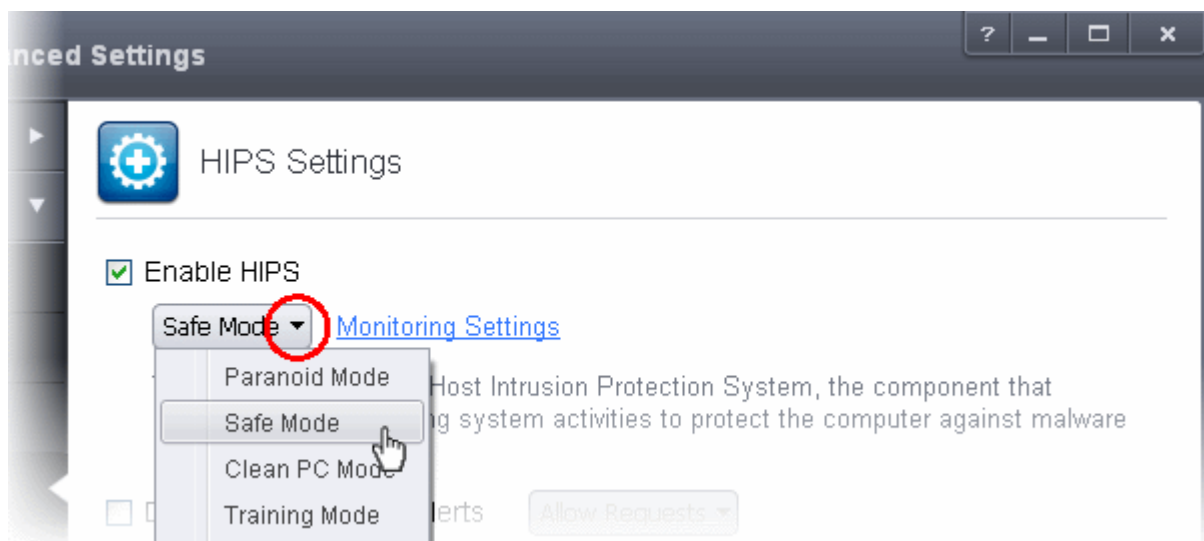 nced Settings
?
HIPS Settings
Enable HIPS
Safe Mode
Monitoring Settings
Paranoid Mode
Host Intrusion Protection System, the component that
Safe Mode
system activities to protect the computer against malware
Clean PC Mode
Training Mode
Allow Requests